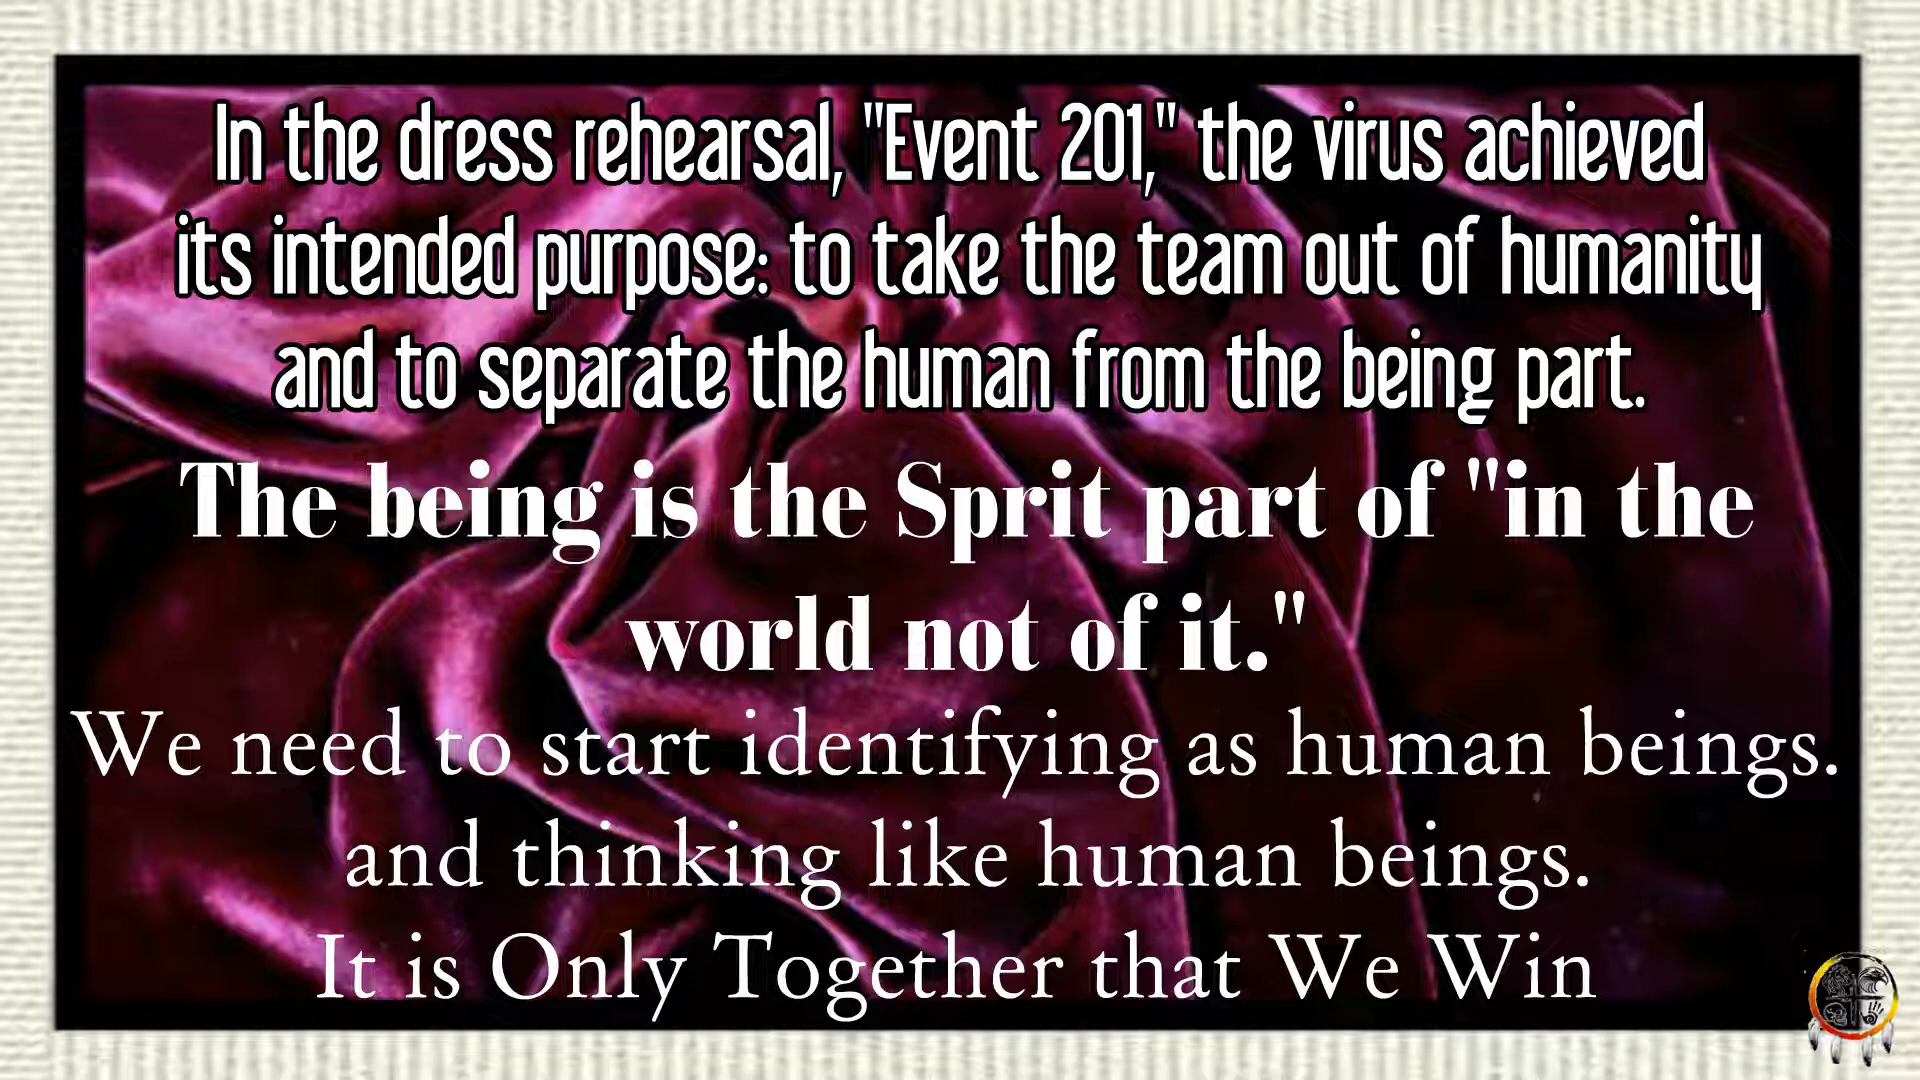 In the dress rehearsal, "Event 201," the virus achieved
its intended purpose: to take the team out of humanity
and to separate the human from the being part.
The being is the Sprit part of "in the
world not of it."
We need to start identifying as human beings.
and thinking like human beings.
It is Only Together that We Win